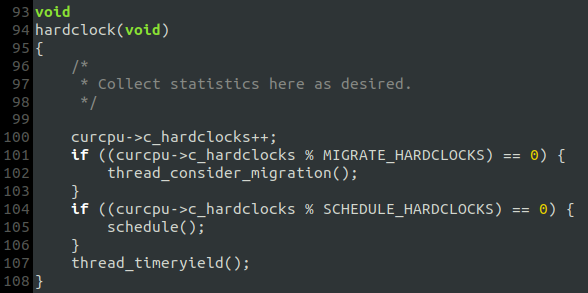 93 void
94 hardclock(void)
95 {
96     /*
97      * Collect statistics here as desired.
98      */
99
100     curcpu->c_hardclocks++;
101     if ((curcpu->c_hardclocks % MIGRATE_HARDCLOCKS) == 0) {
102         thread_consider_migration();
103     }
104     if ((curcpu->c_hardclocks % SCHEDULE_HARDCLOCKS) == 0) {
105         schedule();
106     }
107     thread_timeryield();
108 }